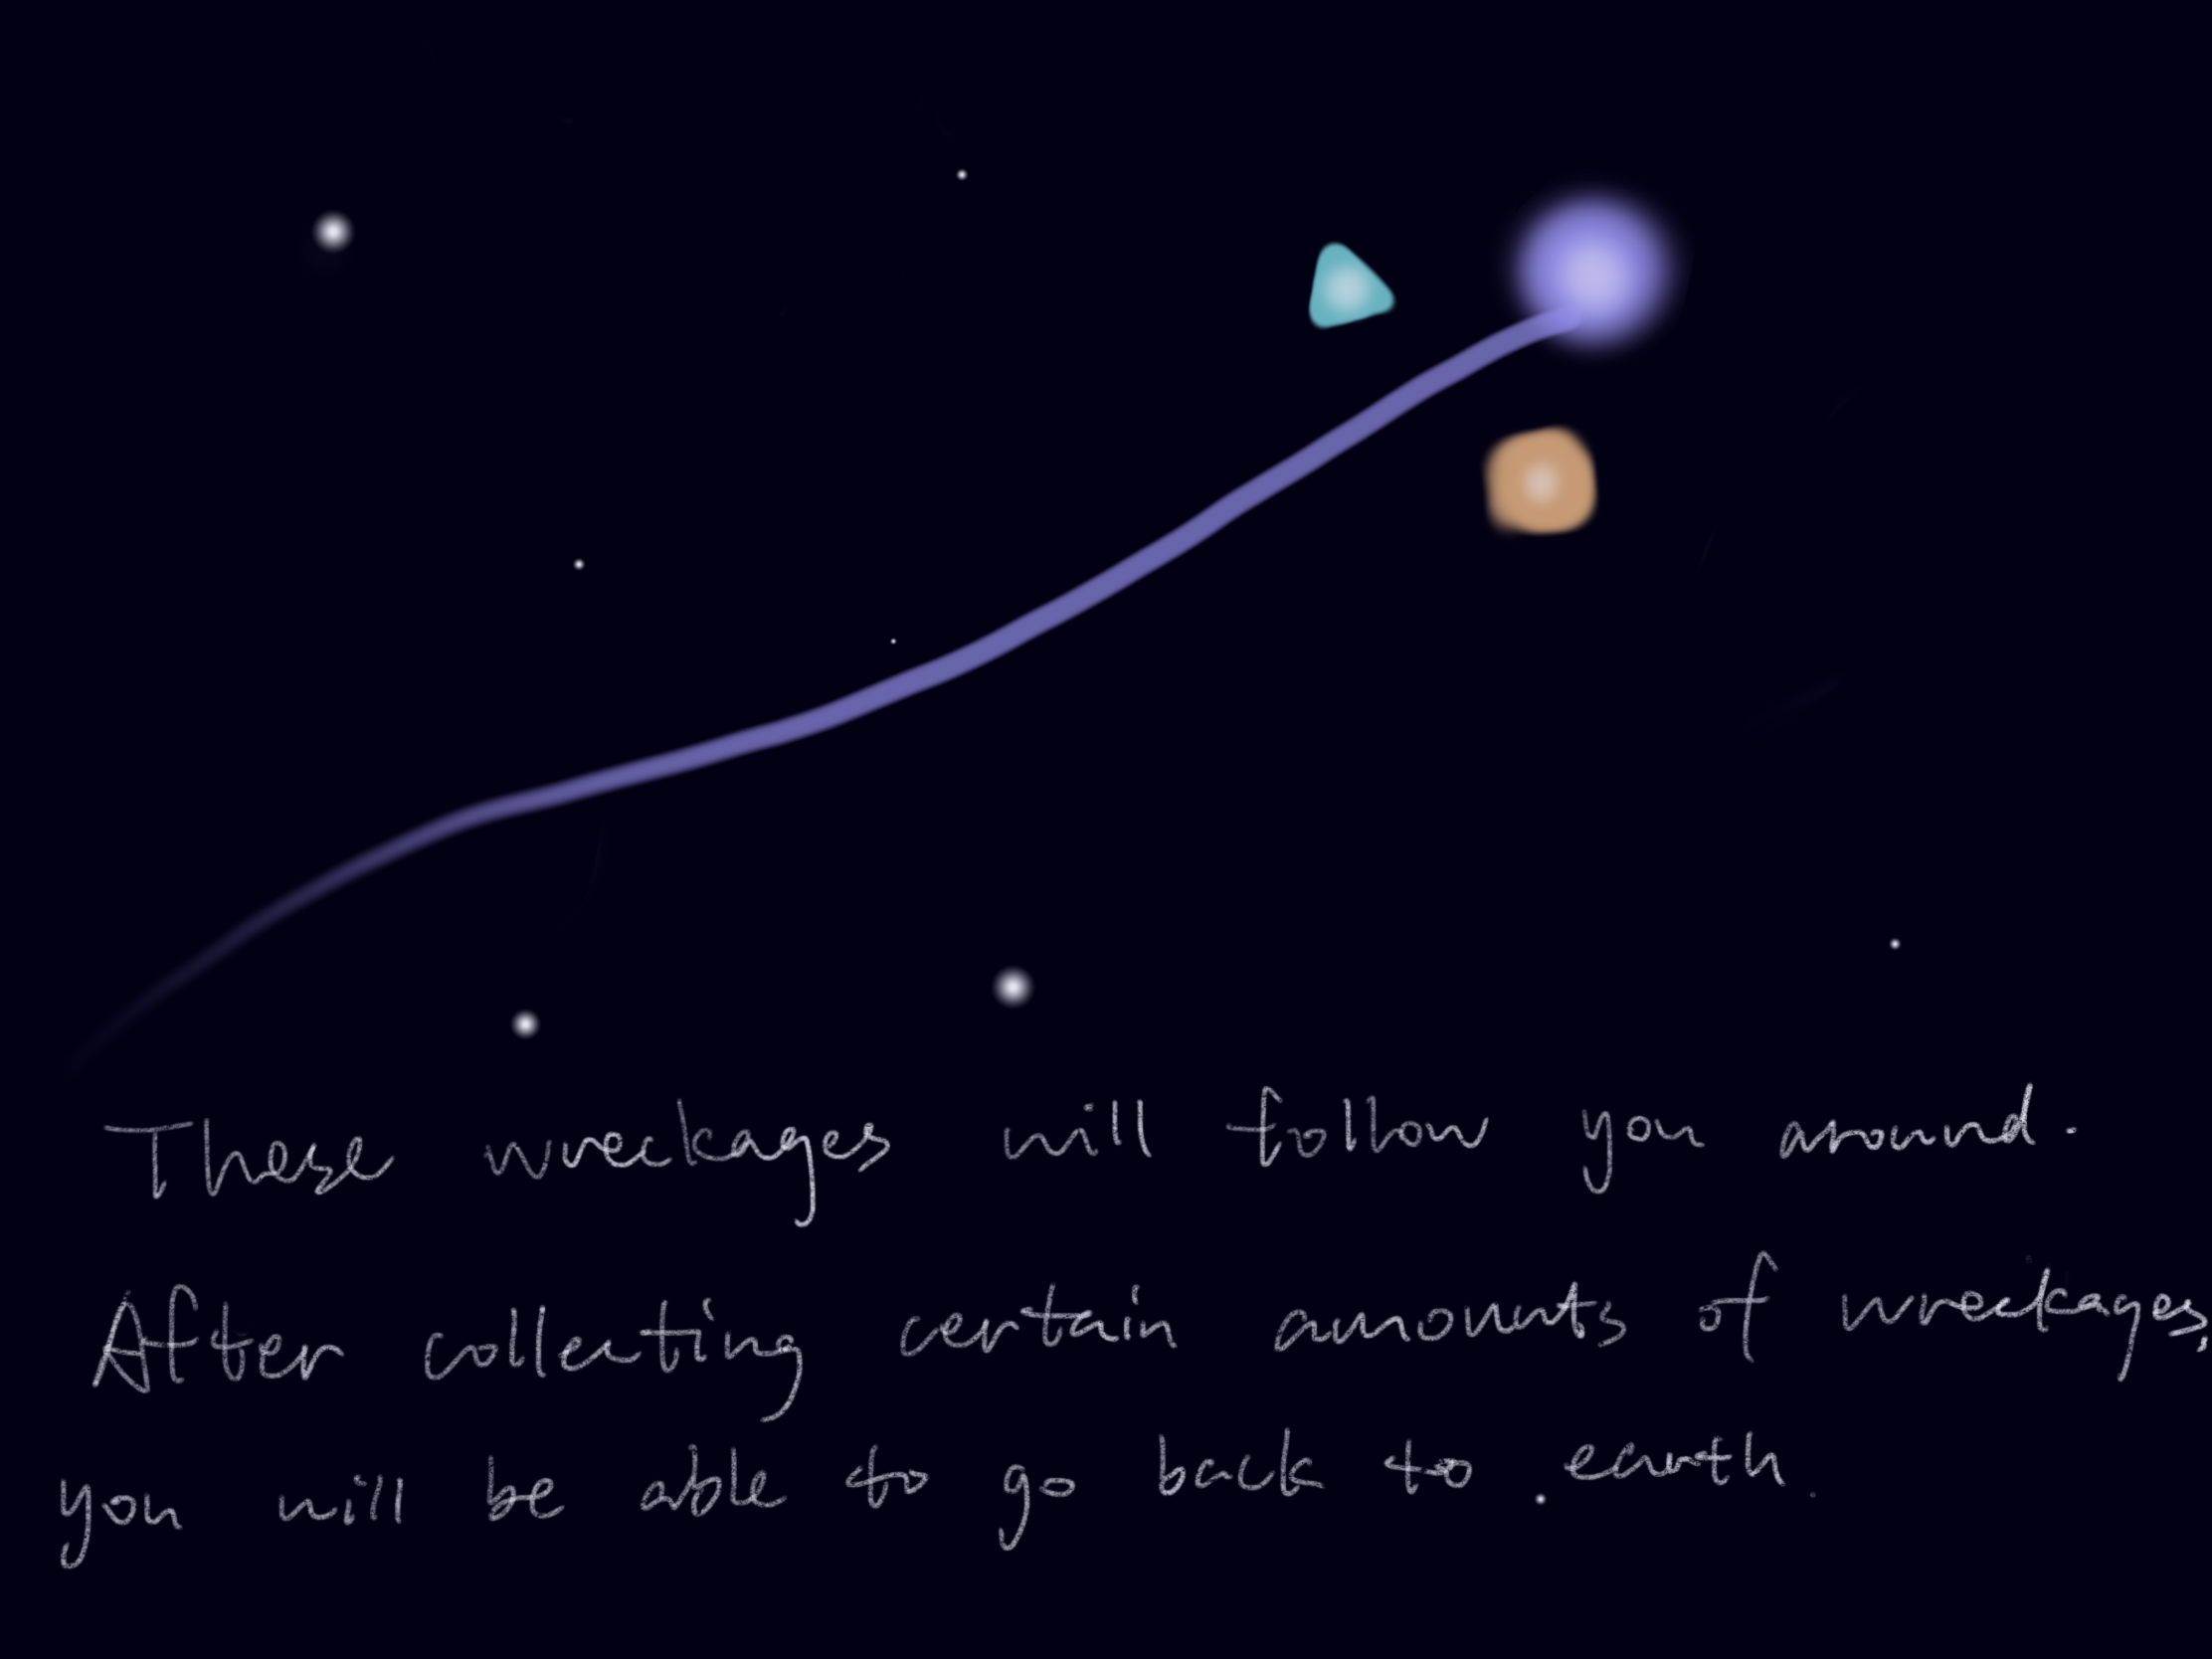 These wreckages will follow you around.
After collecting certain amounts of wreckages,
you will be able to go back to earth.